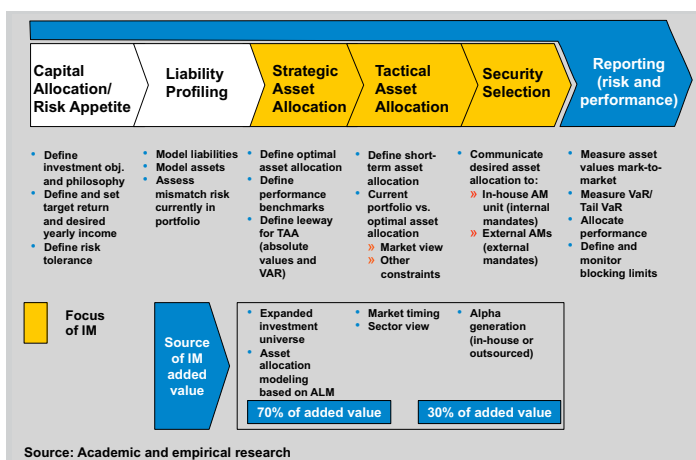 Capital
Allocation/
Risk Appetite
Liability
Profiling
Strategic
Asset
Allocation
Tactical
Asset
Allocation
Security
Selection
Reporting
(risk and
performance)
• Define
investment obj.
and philosophy
• Define and set
target return
and desired
yearly income
• Define risk
tolerance
• Model liabilities
• Model assets
• Assess
mismatch risk
currently in
portfolio
• Define optimal
asset allocation
• Define
performance
benchmarks
• Define leeway
for TAA
(absolute
values and
VAR)
• Define short-
term asset
allocation
• Current
portfolio vs.
optimal asset
allocation
» Market view
» Other
constraints
• Communicate
desired asset
allocation to:
» In-house AM
unit (internal
mandates)
» External AMs
(external
mandates)
• Measure asset
values mark-to-
market
• Measure VaR/
Tail VaR
• Allocate
performance
• Define and
monitor
blocking limits
Focus
of IM
Source
of IM
added
value
• Expanded
investment
universe
• Asset
allocation
modeling
based on ALM
• Market timing
• Sector view
• Alpha
generation
(in-house or
outsourced)
70% of added value
30% of added value
Source: Academic and empirical research